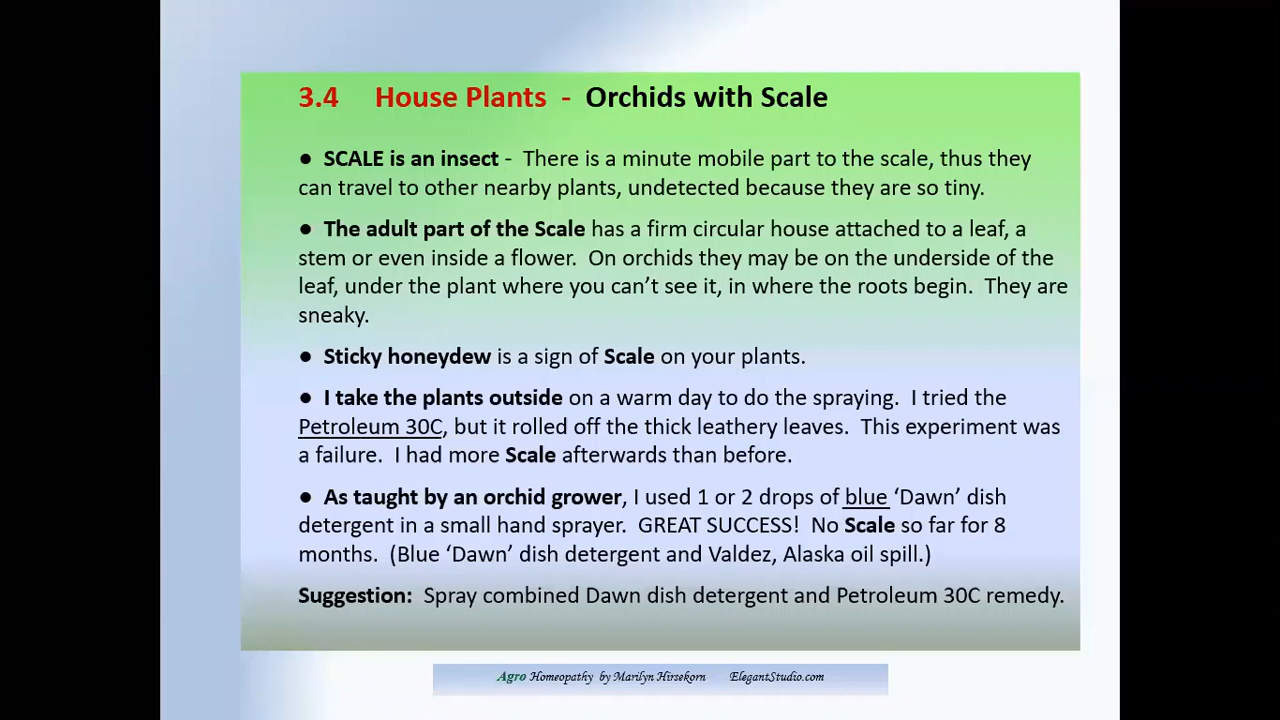 3.4 House Plants - Orchids with Scale
● SCALE is an insect - There is a minute mobile part to the scale, thus they
can travel to other nearby plants, undetected because they are so tiny.
● The adult part of the Scale has a firm circular house attached to a leaf, a
stem or even inside a flower. On orchids they may be on the underside of the
leaf, under the plant where you can’t see it, in where the roots begin. They are
sneaky.
● Sticky honeydew is a sign of Scale on your plants.
● I take the plants outside on a warm day to do the spraying. I tried the
Petroleum 30C, but it rolled off the thick leathery leaves. This experiment was
a failure. I had more Scale afterwards than before.
● As taught by an orchid grower, I used 1 or 2 drops of blue ‘Dawn’ dish
detergent in a small hand sprayer. GREAT SUCCESS! No Scale so far for 8
months. (Blue ‘Dawn’ dish detergent and Valdez, Alaska oil spill.)
Suggestion: Spray combined Dawn dish detergent and Petroleum 30C remedy.
Agro Homeopathy by Marilyn Hirsekorn ElegantStudio.com